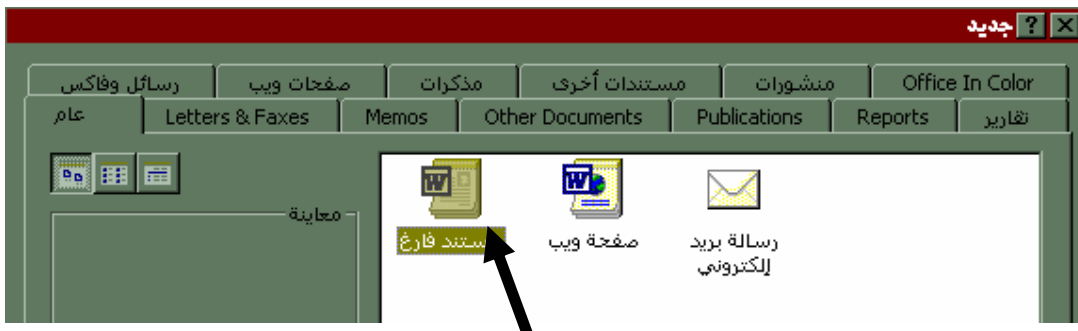 جديد
Office In Color
منشورات
مستندات أخرى
مذكرات
صفحات ويب
رسائل وفاكس
عام
Letters & Faxes
Memos
Other Documents
Publications
Reports
تقارير
معاينة
مستند فارغ
صفحة ويب
رسالة بريد
إلكتروني